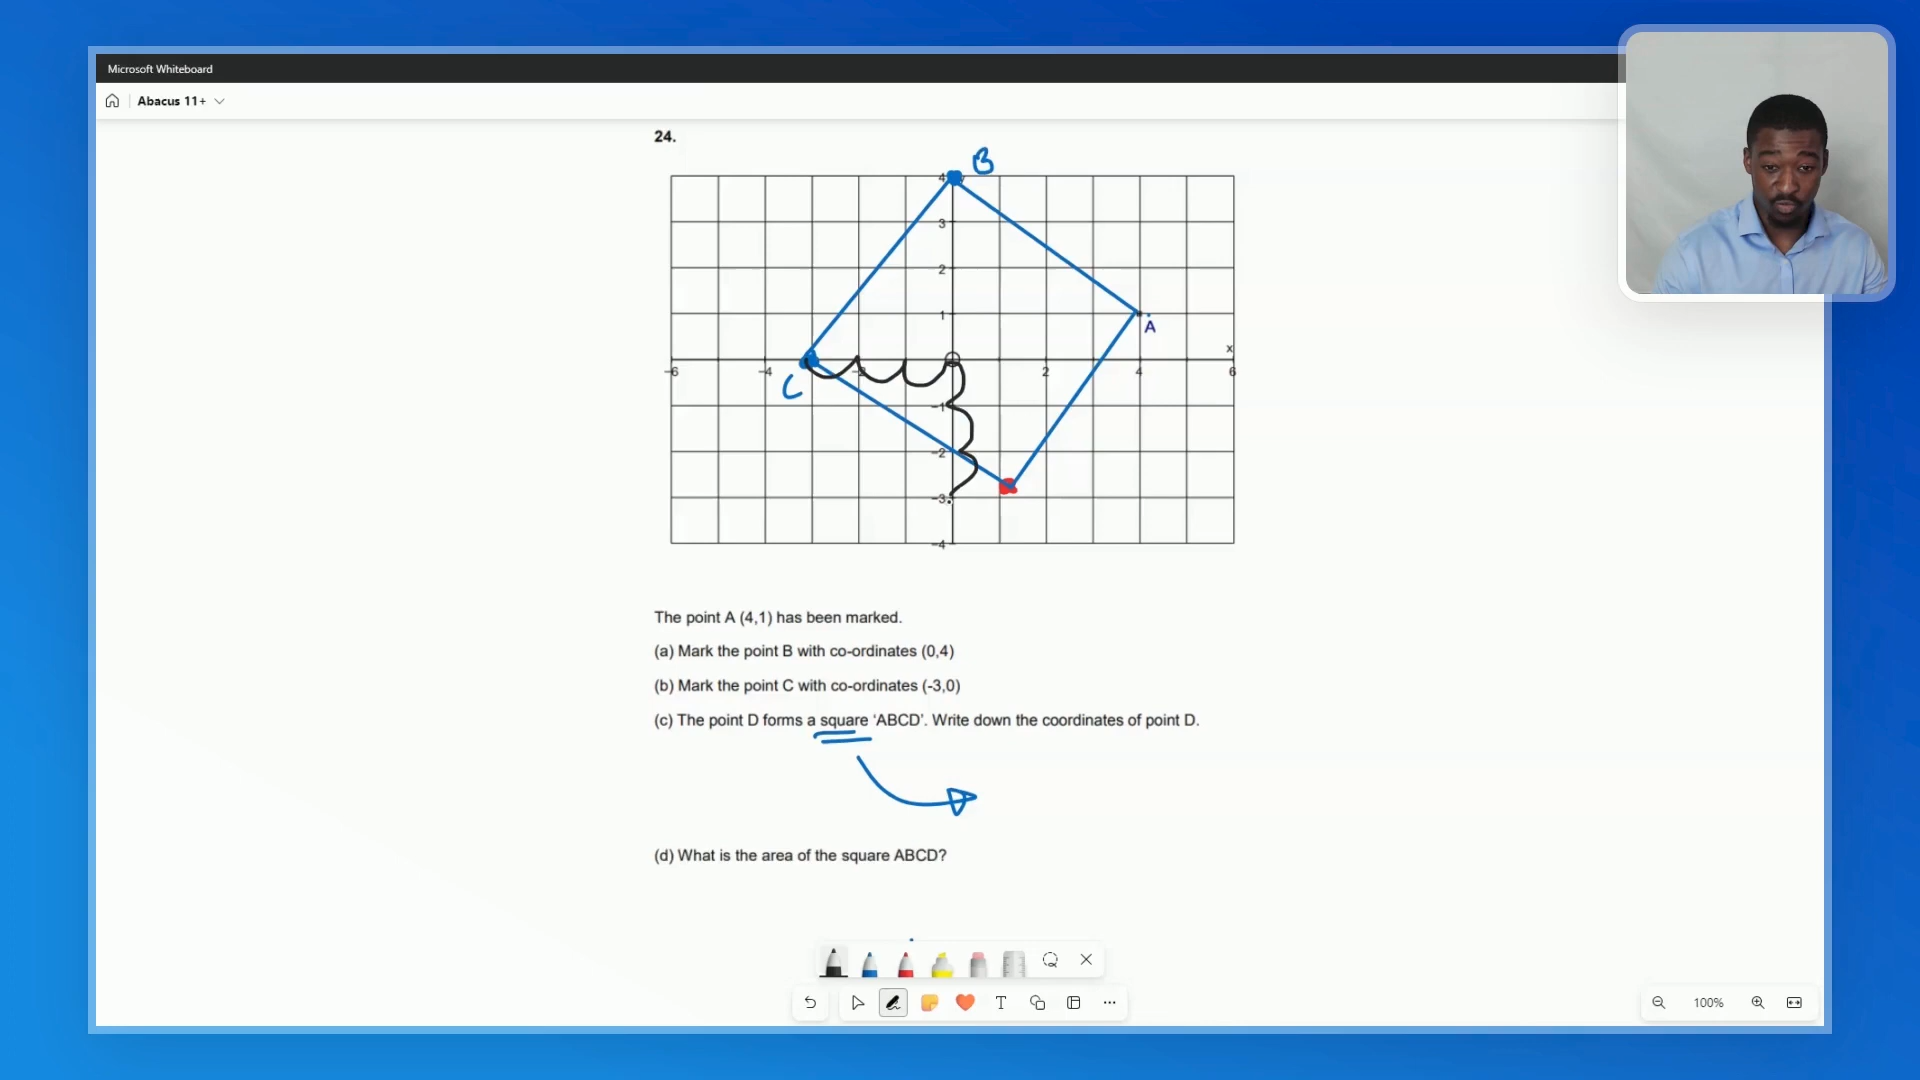 Microsoft Whiteboard
Abacus 11+
24.
B
4
3
2
1
A
x
-6
-4
-2
2
4
6
C
-1
-2
-3
-4
The point A (4,1) has been marked.
(a) Mark the point B with co-ordinates (0,4)
(b) Mark the point C with co-ordinates (-3,0)
(c) The point D forms a square ‘ABCD’. Write down the coordinates of point D.
(d) What is the area of the square ABCD?
T
100%